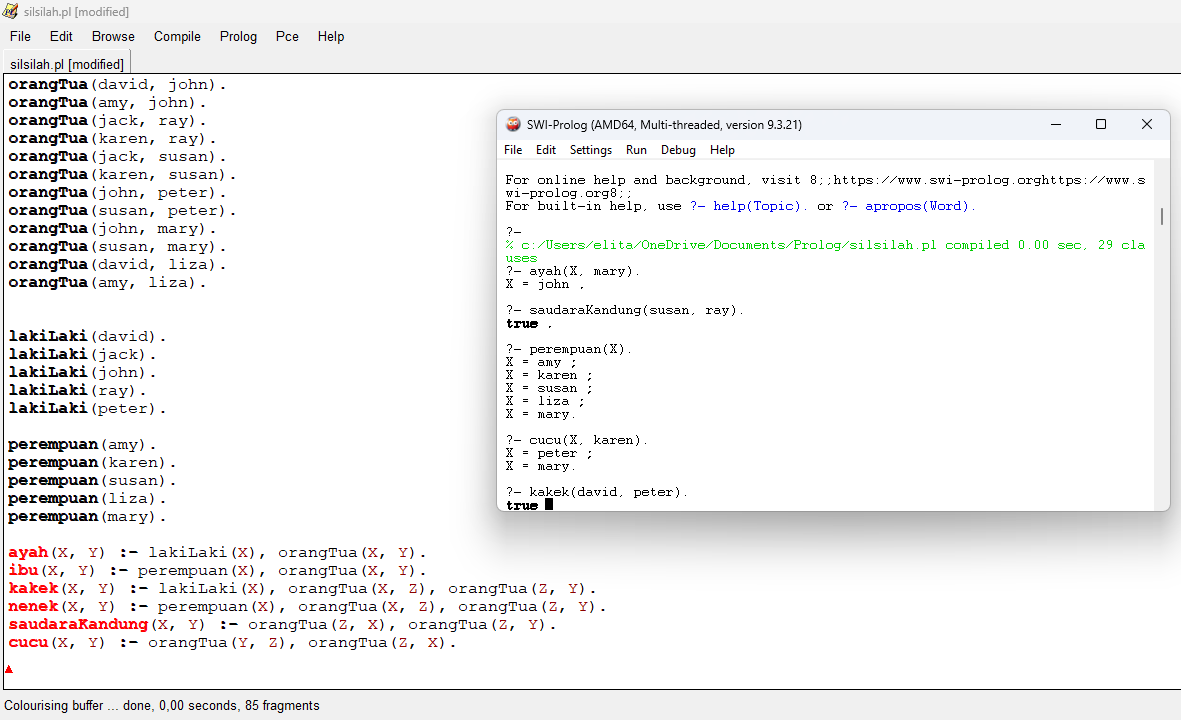 silsilah.pl [modified]
File Edit Browse Compile Prolog Pce Help
silsilah.pl [modified]
orangTua(david, john).
orangTua(amy, john).
orangTua(jack, ray).
orangTua(karen, ray).
orangTua(jack, susan).
orangTua(karen, susan).
orangTua(john, peter).
orangTua(susan, peter).
orangTua(john, mary).
orangTua(susan, mary).
orangTua(david, liza).
orangTua(amy, liza).
lakiLaki(david).
lakiLaki(jack).
lakiLaki(john).
lakiLaki(ray).
lakiLaki(peter).
perempuan(amy).
perempuan(karen).
perempuan(susan).
perempuan(liza).
perempuan(mary).
ayah(X, Y) :- lakiLaki(X), orangTua(X, Y).
ibu(X, Y) :- perempuan(X), orangTua(X, Y).
kakek(X, Y) :- lakiLaki(X), orangTua(X, Z), orangTua(Z, Y).
nenek(X, Y) :- perempuan(X), orangTua(X, Z), orangTua(Z, Y).
saudaraKandung(X, Y) :- orangTua(Z, X), orangTua(Z, Y).
cucu(X, Y) :- orangTua(Y, Z), orangTua(Z, X).
Colourising buffer ... done, 0,00 seconds, 85 fragments
SWI-Prolog (AMD64, Multi-threaded, version 9.3.21)
File Edit Settings Run Debug Help
For online help and background, visit 8;;https://www.swi-prolog.orghttps://www.s
wi-prolog.org8;;
For built-in help, use ?- help(Topic). or ?- apropos(Word).
?-
% c:/Users/elita/OneDrive/Documents/Prolog/silsilah.pl compiled 0.00 sec, 29 cla
uses
?- ayah(X, mary).
X = john .
?- saudaraKandung(susan, ray).
true .
?- perempuan(X).
X = amy ;
X = karen ;
X = susan ;
X = liza ;
X = mary.
?- cucu(X, karen).
X = peter ;
X = mary.
?- kakek(david, peter).
true